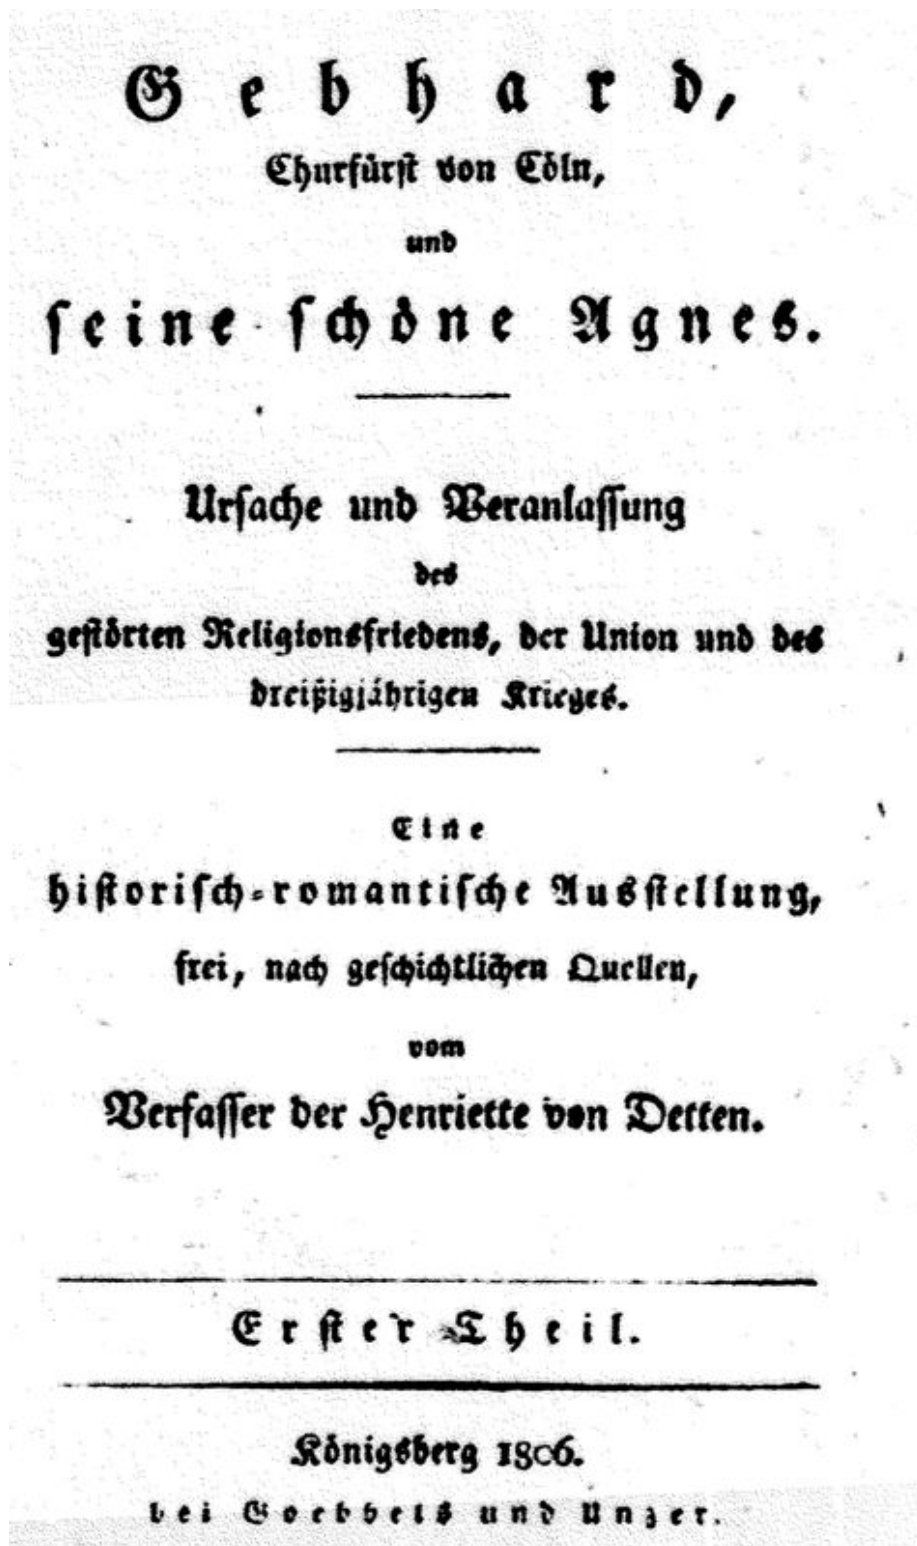 Gebhard,
Churfürst von Cöln,
und
seine schöne Agnes.
Ursache und Veranlassung
des
gestörten Religionsfriedens, der Union und des
dreißigjährigen Krieges.
Eine
historisch-romantische Ausstellung,
frei, nach geschichtlichen Quellen,
vom
Verfasser der Henriette von Detten.
Erster Theil.
Königsberg 1806.
bei Goebbels und Unzer.